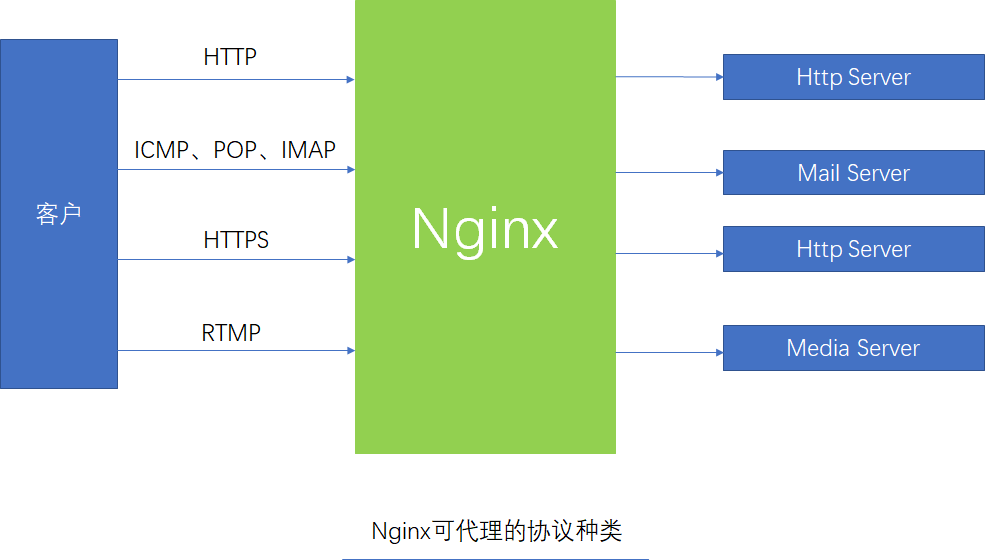 HTTP
Http Server
ICMP、POP、IMAP
Mail Server
客户
Nginx
HTTPS
Http Server
RTMP
Media Server
Nginx可代理的协议种类